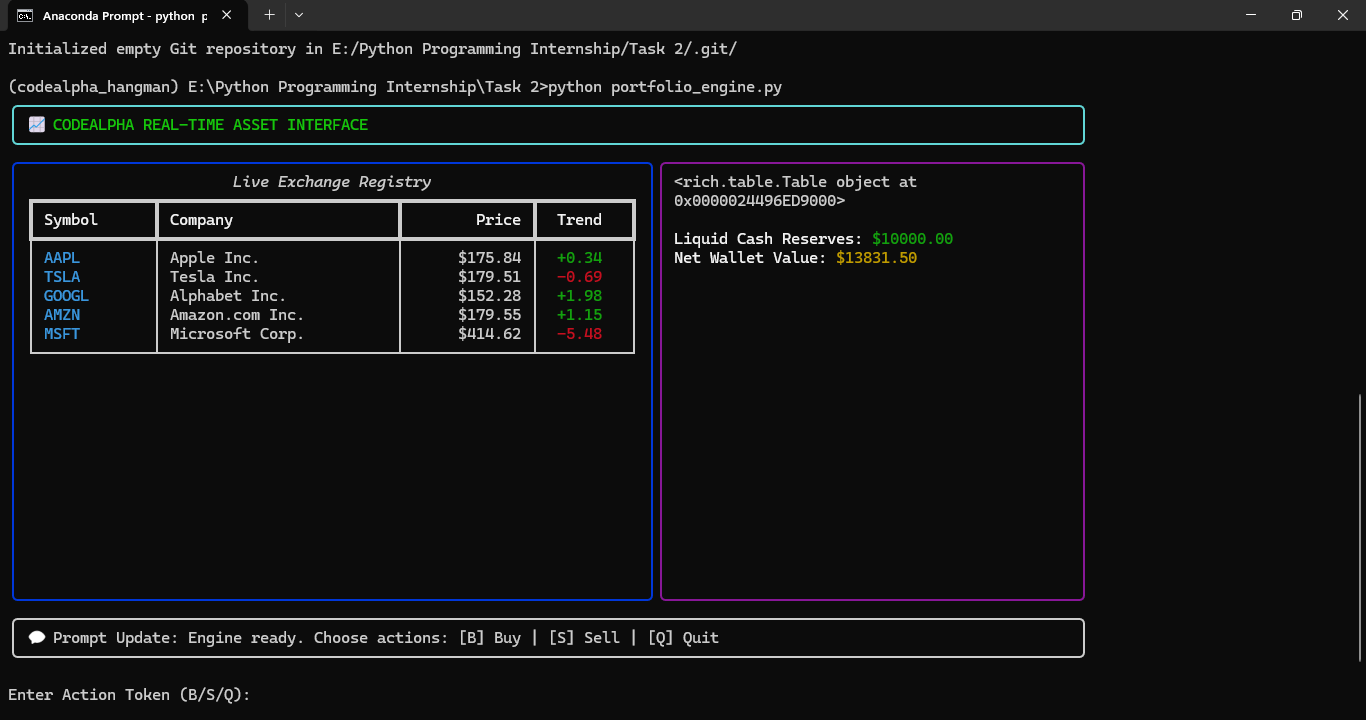 Anaconda Prompt - python p
Initialized empty Git repository in E:/Python Programming Internship/Task 2/.git/
(codealpha_hangman) E:\Python Programming Internship\Task 2>python portfolio_engine.py
📈 CODEALPHA REAL-TIME ASSET INTERFACE
Live Exchange Registry
Symbol Company Price Trend
AAPL Apple Inc. $175.84 +0.34
TSLA Tesla Inc. $179.51 -0.69
GOOGL Alphabet Inc. $152.28 +1.98
AMZN Amazon.com Inc. $179.55 +1.15
MSFT Microsoft Corp. $414.62 -5.48
<rich.table.Table object at
0x0000024496ED9000>
Liquid Cash Reserves: $10000.00
Net Wallet Value: $13831.50
💬 Prompt Update: Engine ready. Choose actions: [B] Buy | [S] Sell | [Q] Quit
Enter Action Token (B/S/Q):